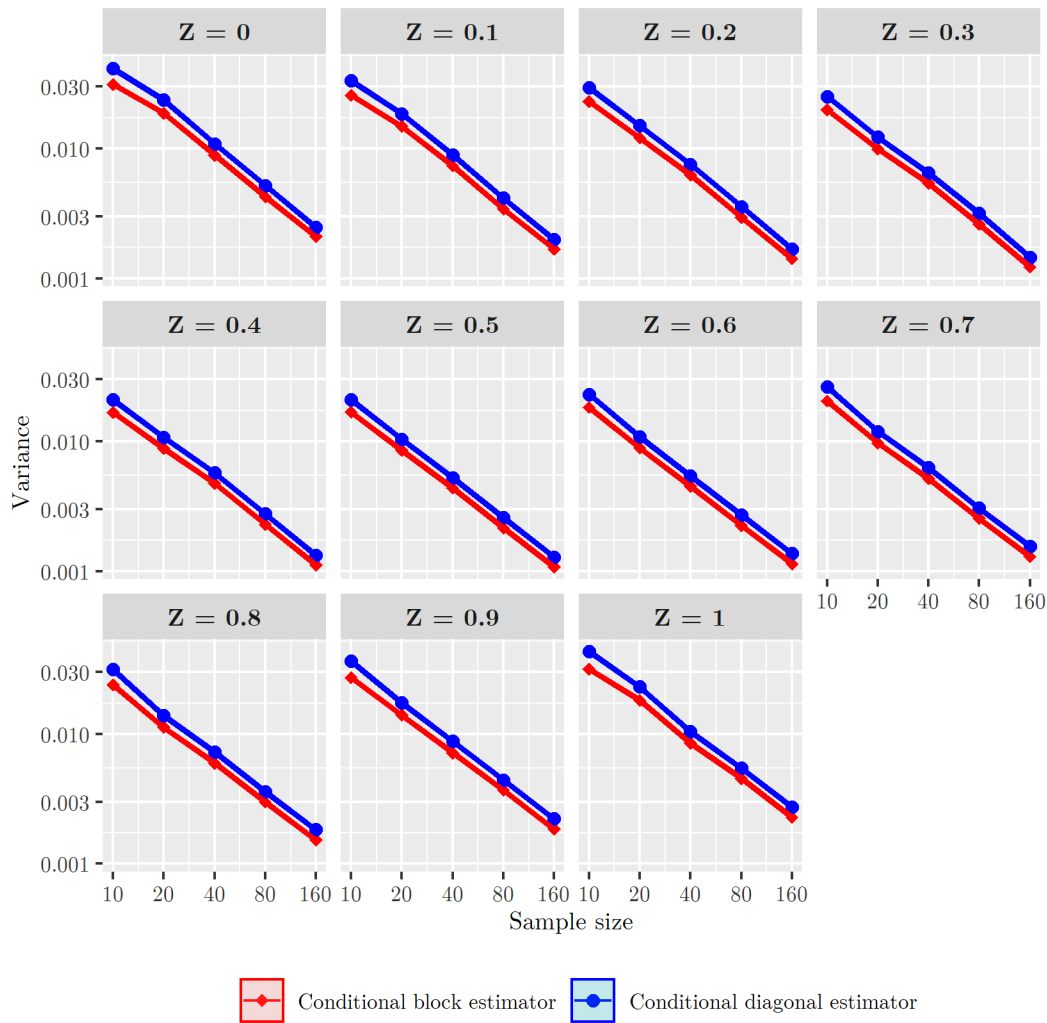 Z = 0 Z = 0.1 Z = 0.2 Z = 0.3
0.030
0.010
0.003
0.001
Z = 0.4 Z = 0.5 Z = 0.6 Z = 0.7
0.030
0.010
0.003
0.001
10 20 40 80 160
Z = 0.8 Z = 0.9 Z = 1
0.030
0.010
0.003
0.001
10 20 40 80 160 10 20 40 80 160 10 20 40 80 160
Variance
Sample size
Conditional block estimator Conditional diagonal estimator